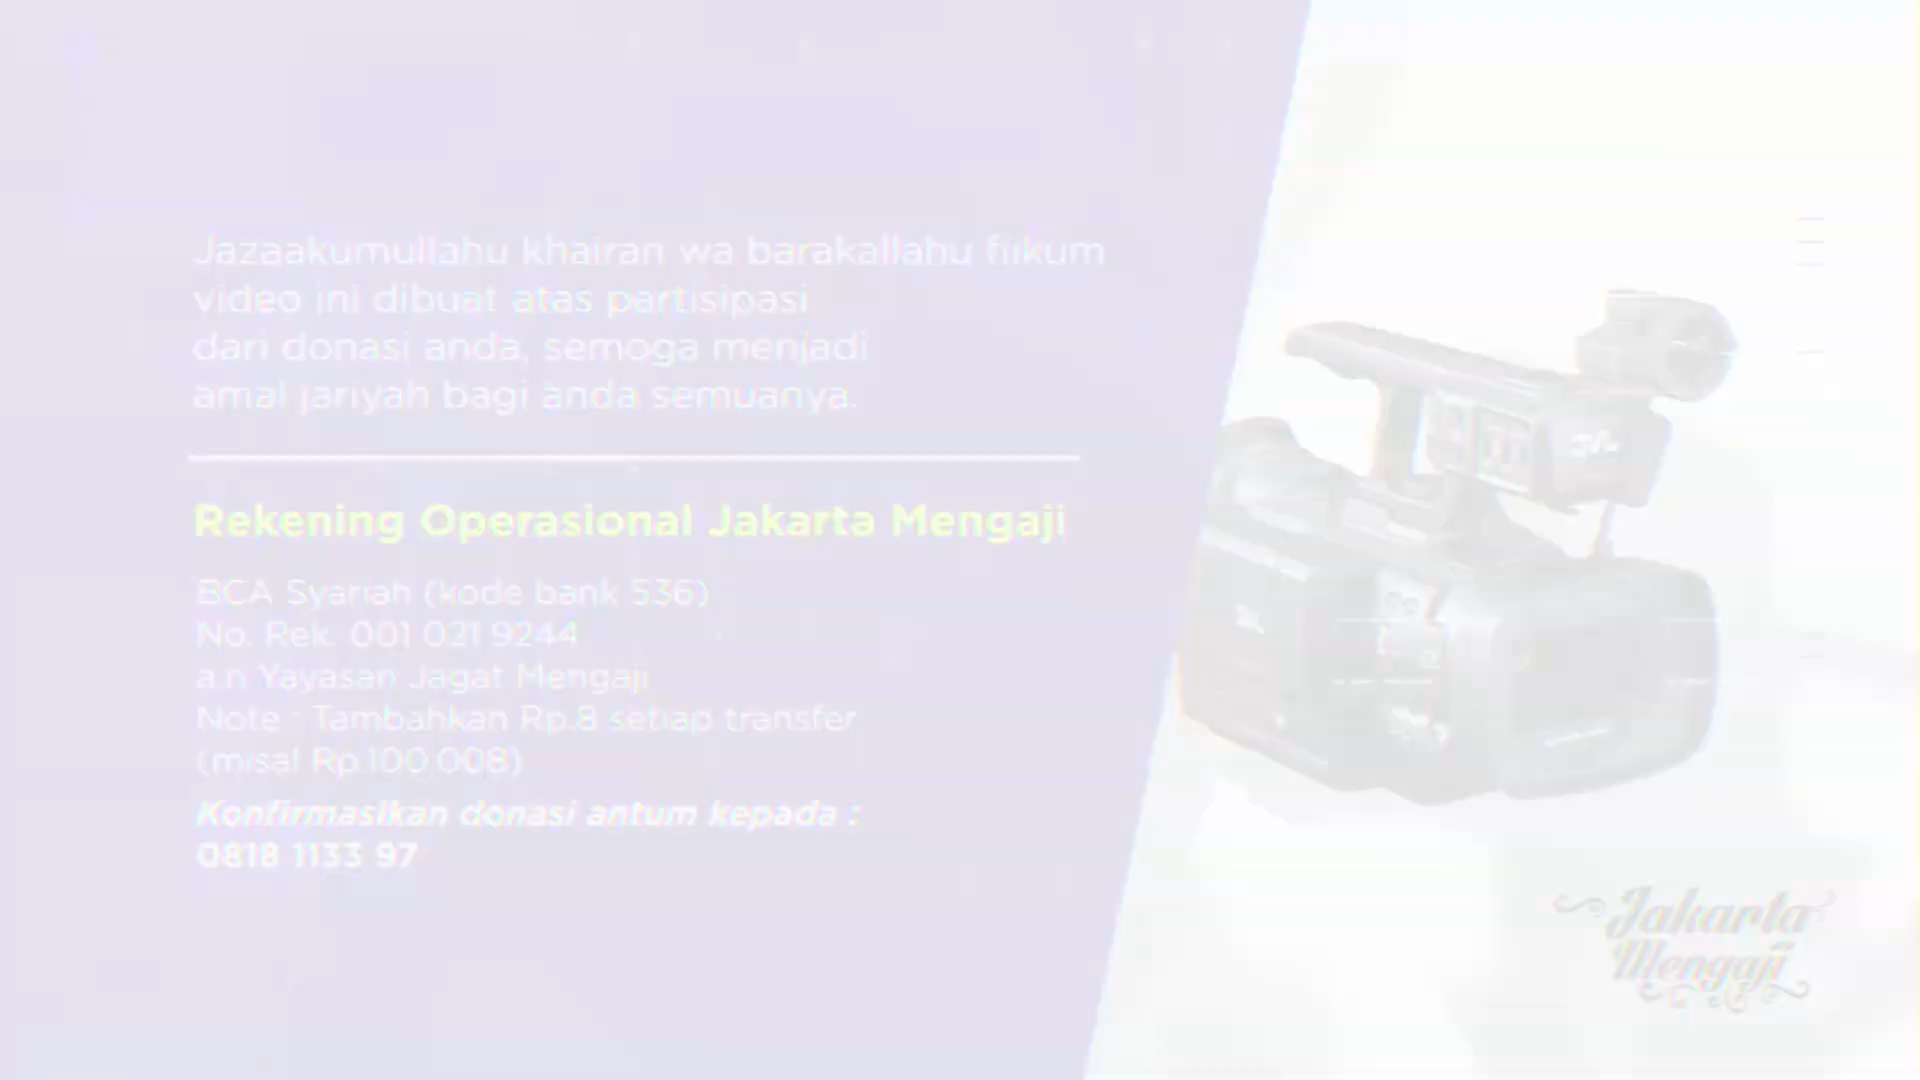 Jazaakumullahu khairan wa barakallahu fiikum
video ini dibuat atas partisipasi
dari donasi anda, semoga menjadi
amal jariyah bagi anda semuanya.
Rekening Operasional Jakarta Mengaji
BCA Syariah (kode bank 536)
No. Rek. 001 021 9244
a.n Yayasan Jagat Mengaji
Note : Tambahkan Rp.8 setiap transfer
(misal Rp.100.008)
Konfirmasikan donasi antum kepada :
0818 1133 97
Jakarta
Mengaji